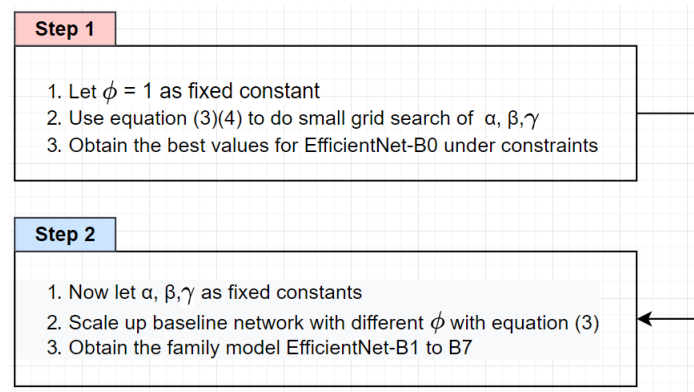 Step 1
1. Let ϕ = 1 as fixed constant
2. Use equation (3)(4) to do small grid search of α, β,γ
3. Obtain the best values for EfficientNet-B0 under constraints
Step 2
1. Now let α, β,γ as fixed constants
2. Scale up baseline network with different ϕ with equation (3)
3. Obtain the family model EfficientNet-B1 to B7